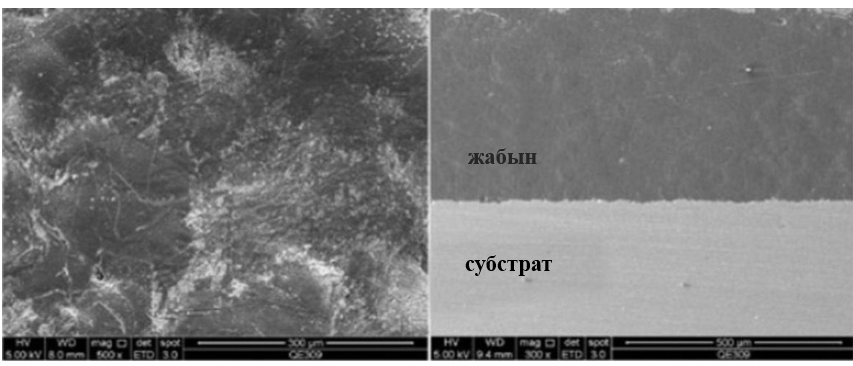 жабын
субстрат
HV WD mag □ det spot 300 µm
5.00 kV 8.0 mm 500 x ETD 3.0 QE309
HV WD mag □ det spot 500 µm
5.00 kV 9.4 mm 300 x ETD 3.0 QE309